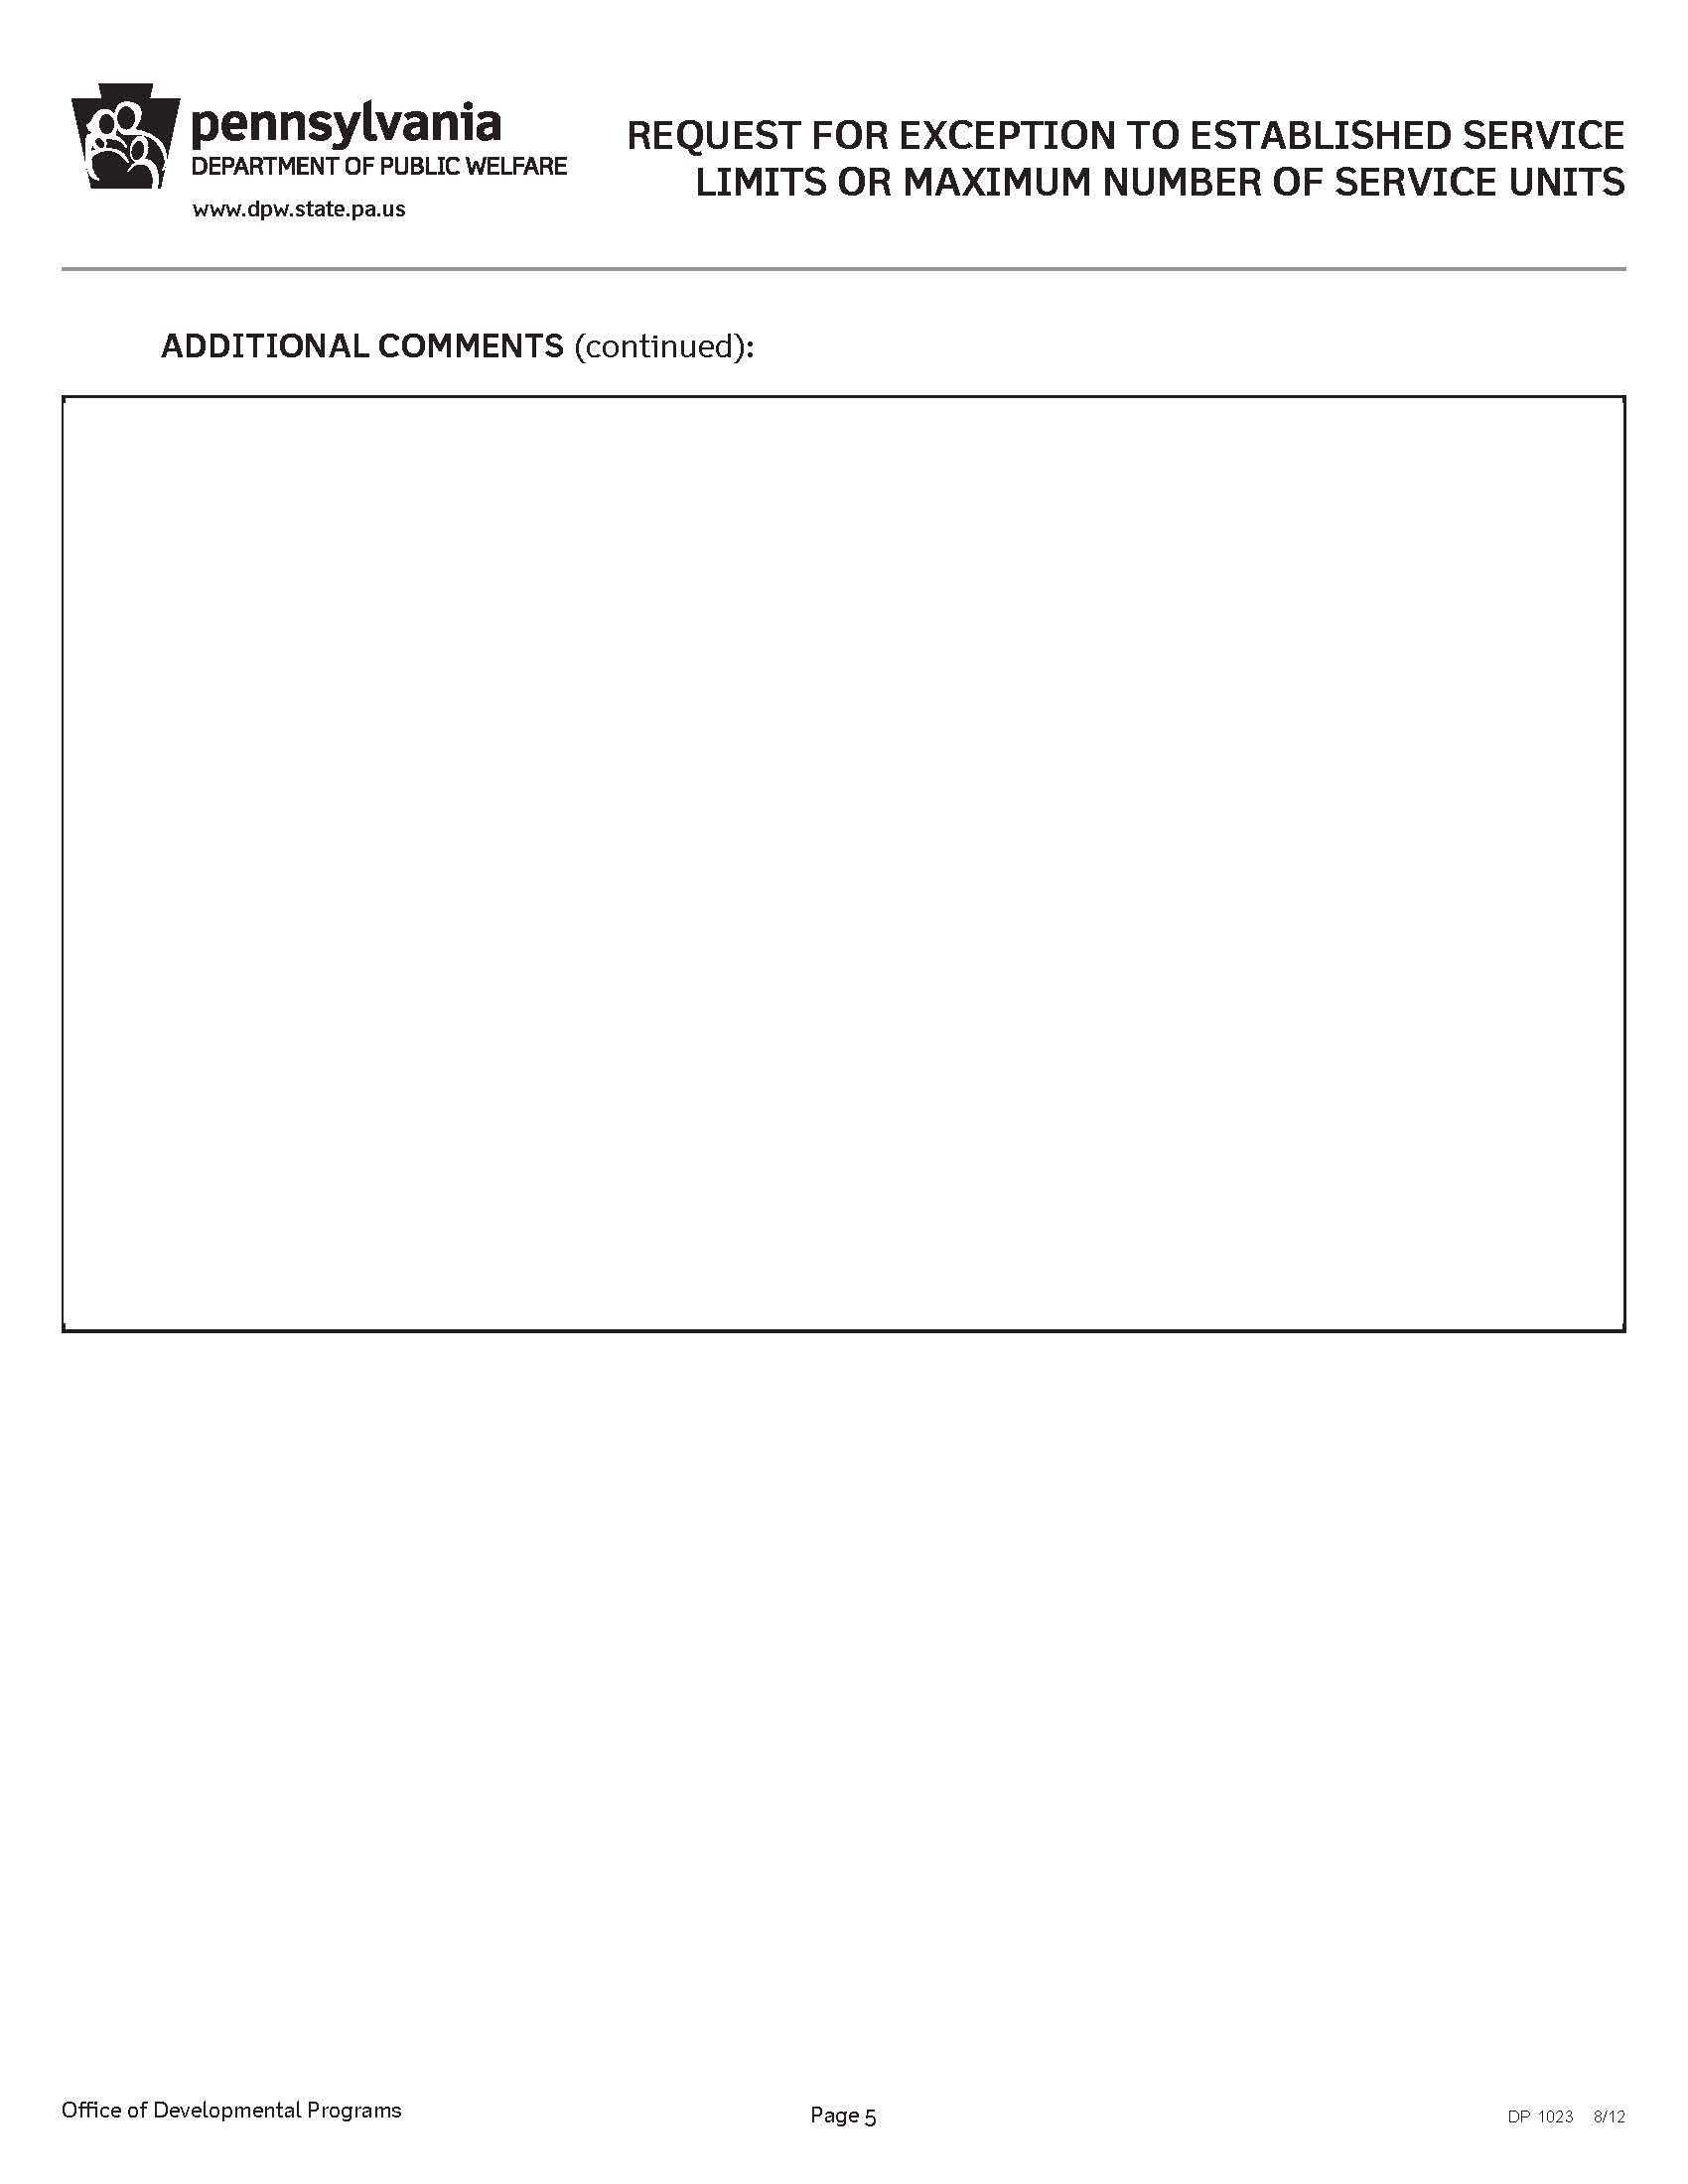 pennsylvania
DEPARTMENT OF PUBLIC WELFARE
www.dpw.state.pa.us
REQUEST FOR EXCEPTION TO ESTABLISHED SERVICE
LIMITS OR MAXIMUM NUMBER OF SERVICE UNITS
ADDITIONAL COMMENTS (continued):
Office of Developmental Programs
Page 5
DP 1023 8/12